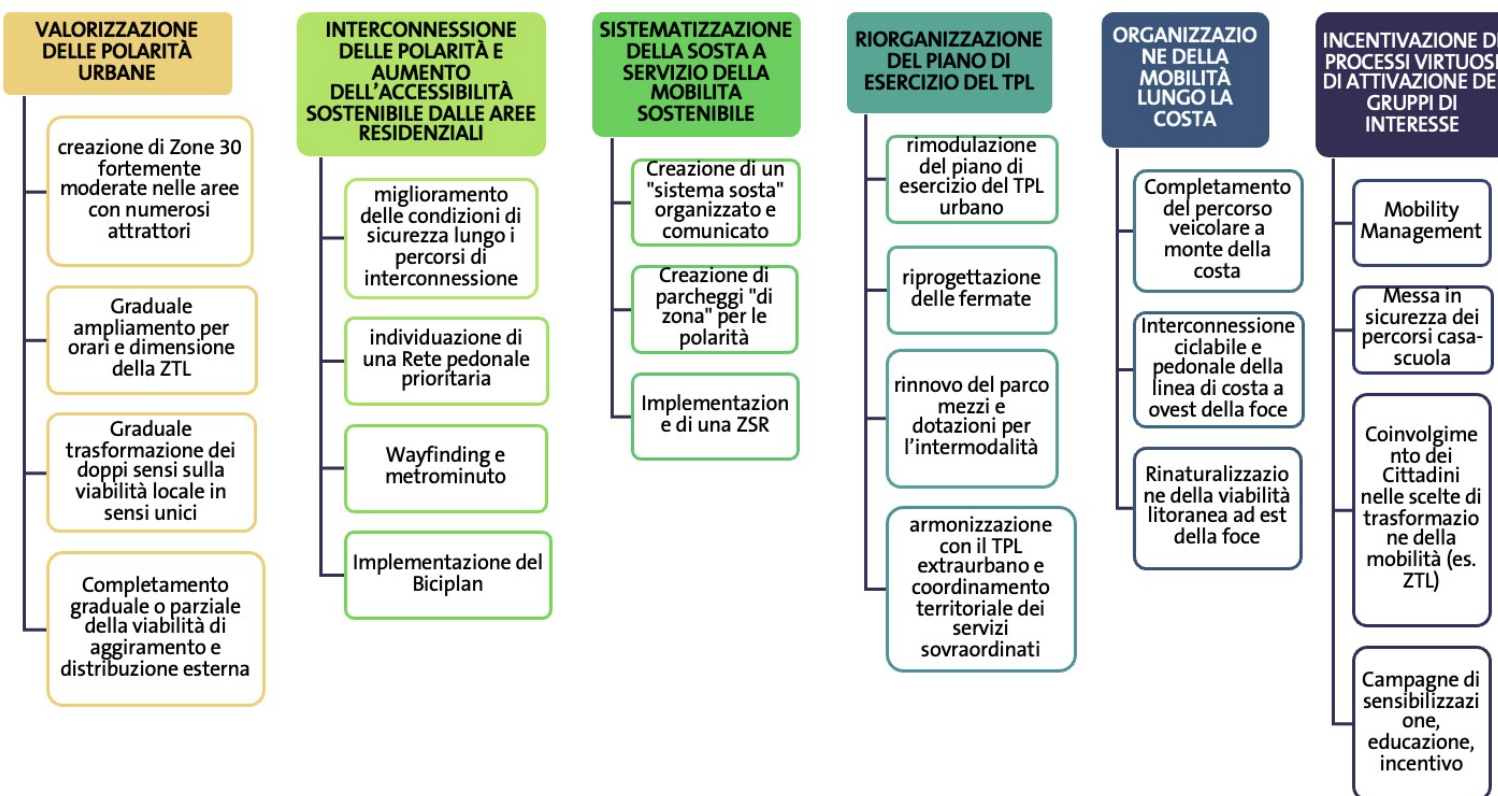 VALORIZZAZIONE
DELLE POLARITÀ
URBANE
creazione di Zone 30
fortemente
moderate nelle aree
con numerosi
attrattori
Graduale
ampliamento per
orari e dimensione
della ZTL
Graduale
trasformazione dei
doppi sensi sulla
viabilità locale in
sensi unici
Completamento
graduale o parziale
della viabilità di
aggiramento e
distribuzione esterna
INTERCONNESSIONE
DELLE POLARITÀ E
AUMENTO
DELL'ACCESSIBILITÀ
SOSTENIBILE DALLE AREE
RESIDENZIALI
miglioramento
delle condizioni di
sicurezza lungo i
percorsi di
interconnessione
individuazione di
una Rete pedonale
prioritaria
Wayfinding e
metrominuto
Implementazione del
Biciplan
SISTEMATIZZAZIONE
DELLA SOSTA A
SERVIZIO DELLA
MOBILITA
SOSTENIBILE
Creazione di un
"sistema sosta"
organizzato e
comunicato
Creazione di
parcheggi "di
zona" per le
polarità
Implementazion
e di una ZSR
RIORGANIZZAZIONE
DEL PIANO DI
ESERCIZIO DEL TPL
rimodulazione
del piano di
esercizio del TPL
urbano
riprogettazione
delle fermate
rinnovo del parco
mezzi e
dotazioni per
l'intermodalità
armonizzazione
con il TPL
extraurbano e
coordinamento
territoriale dei
servizi
sovraordinati
ORGANIZZAZIO
NE DELLA
MOBILITÀ
LUNGO LA
COSTA
Completamento
del percorso
veicolare a
monte della
costa
Interconnessione
ciclabile e
pedonale della
linea di costa a
ovest della foce
Rinaturalizzazio
ne della viabilità
litoranea ad est
della foce
INCENTIVAZIONE DI
PROCESSI VIRTUOSI
DI ATTIVAZIONE DE
GRUPPI DI
INTERESSE
Mobility
Management
Messa in
sicurezza dei
percorsi casa-
scuola
Coinvolgime
nto dei
Cittadini
nelle scelte di
trasformazio
ne della
mobilità (es.
ZTL)
Campagne di
sensibilizzazi
one,
educazione,
incentivo